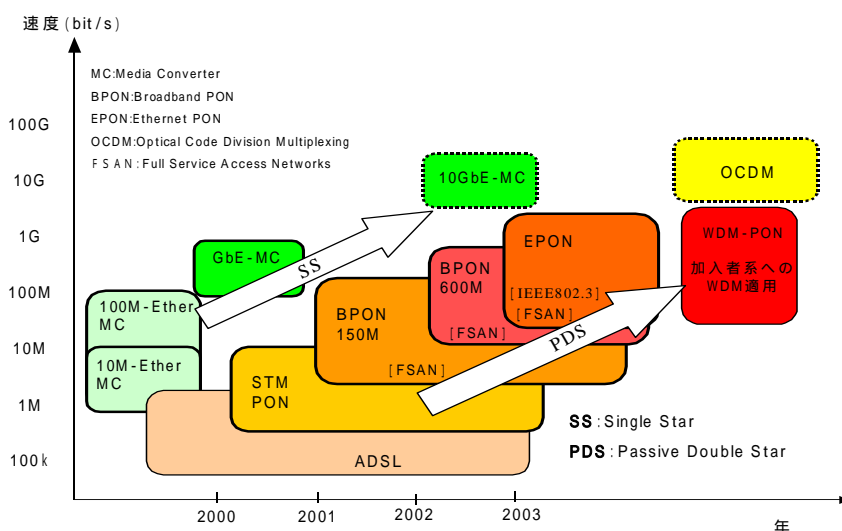 速度(bit/s)
MC:Media Converter
BPON:Broadband PON
EPON:Ethernet PON
OCDM:Optical Code Division Multiplexing
FSAN:Full Service Access Networks
100G
10G
1G
100M
10M
1M
100k
10GbE-MC
OCDM
GbE-MC
SS
EPON
[IEEE802.3]
[FSAN]
WDM-PON
加入者系への
WDM適用
BPON
600M
[FSAN]
100M-Ether
MC
BPON
150M
[FSAN]
PDS
10M-Ether
MC
STM
PON
ADSL
SS:Single Star
PDS:Passive Double Star
2000
2001
2002
2003
年